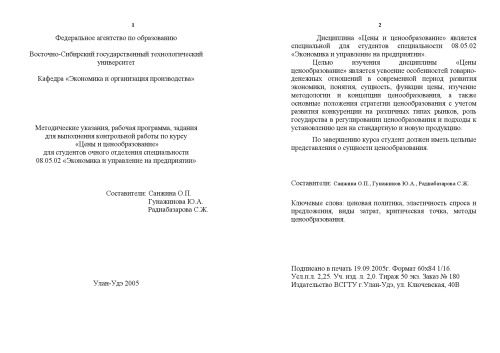 1
Федеральное агентство по образованию
Восточно-Сибирский государственный технологический
университет
Кафедра «Экономика и организация производства»
Методические указания, рабочая программа, задания
для выполнения контрольной работы по курсу
«Цены и ценообразование»
для студентов очного отделения специальности
08.05.02 «Экономика и управление на предприятии»
Составители: Санжина О.П.
Гунажинова Ю.А.
Раднабазарова С.Ж.
Улан-Удэ 2005
2
Дисциплина «Цены и ценообразование» является
специальной для студентов специальности 08.05.02
«Экономика и управление на предприятии».
Целью изучения дисциплины «Цены
ценообразование» является усвоение особенностей товарно-
денежных отношений в современной период развития
экономики, понятия, сущность, функции цены, изучение
методологии и концепции ценообразования, а также
основные положения стратегии ценообразования с учетом
развития конкуренции на различных типах рынков, роль
государства в регулировании ценообразования и подходы к
установлению цен на стандартную и новую продукцию.
По завершению курса студент должен иметь цельные
представления о сущности ценообразования.
Составители: Санжина О.П., Гунажинов Ю.А., Раднабазарова С.Ж.
Ключевые слова: ценовая политика, эластичность спроса и
предложения, виды затрат, критическая точка, методы
ценообразования.
Подписано в печать 19.09.2005г. Формат 60х84 1/16.
Усл.п.л. 2,25. Уч. изд. л. 2,0. Тираж 50 экз. Заказ № 180
Издательство ВСГТУ г.Улан-Удэ, ул. Ключевская, 40В